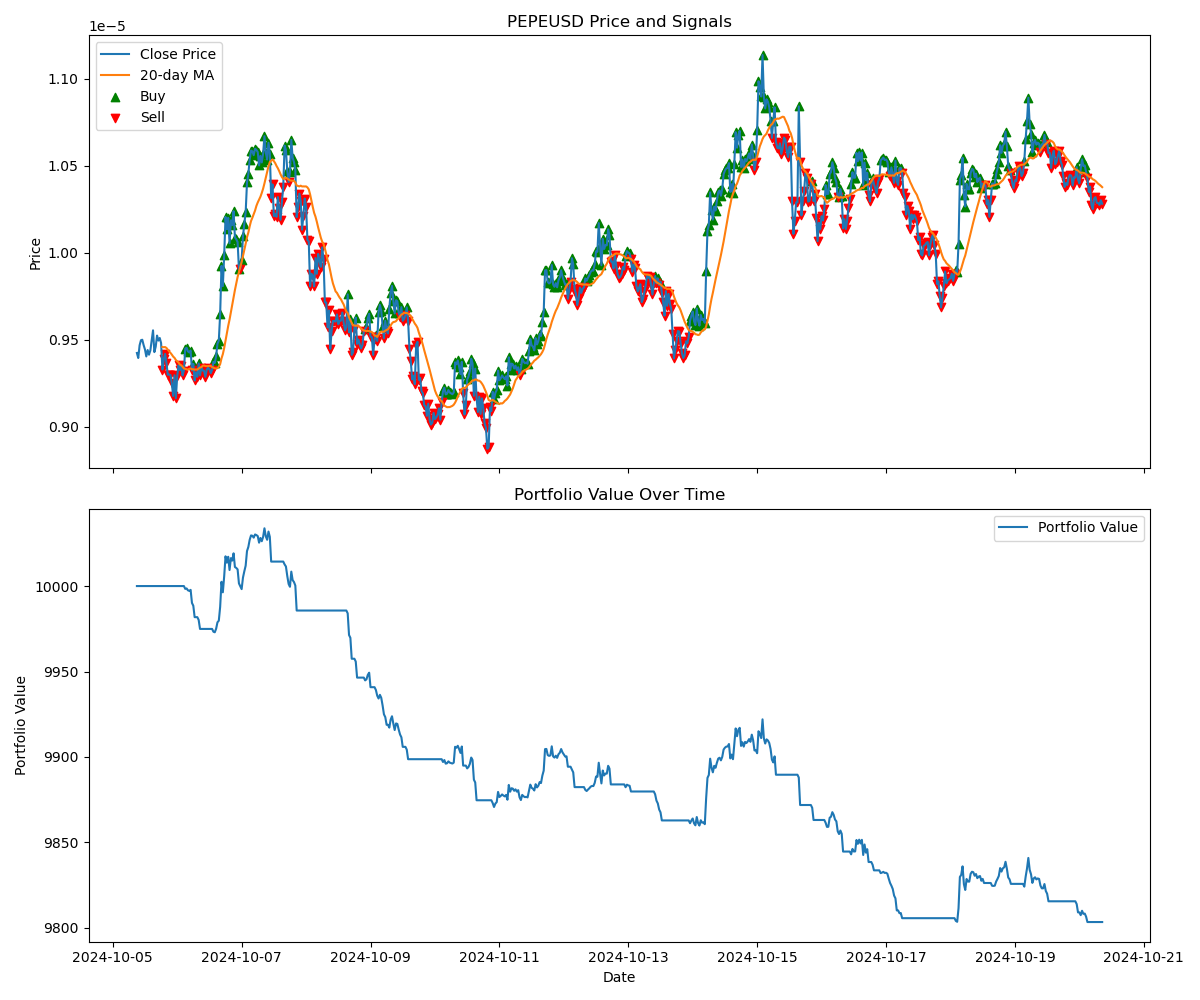 PEPEUSD Price and Signals
1e−5
Close Price
20-day MA
Buy
Sell
1.10
1.05
1.00
0.95
0.90
Price
Portfolio Value Over Time
Portfolio Value
10000
9950
9900
9850
9800
Portfolio Value
2024-10-05 2024-10-07 2024-10-09 2024-10-11 2024-10-13 2024-10-15 2024-10-17 2024-10-19 2024-10-21
Date